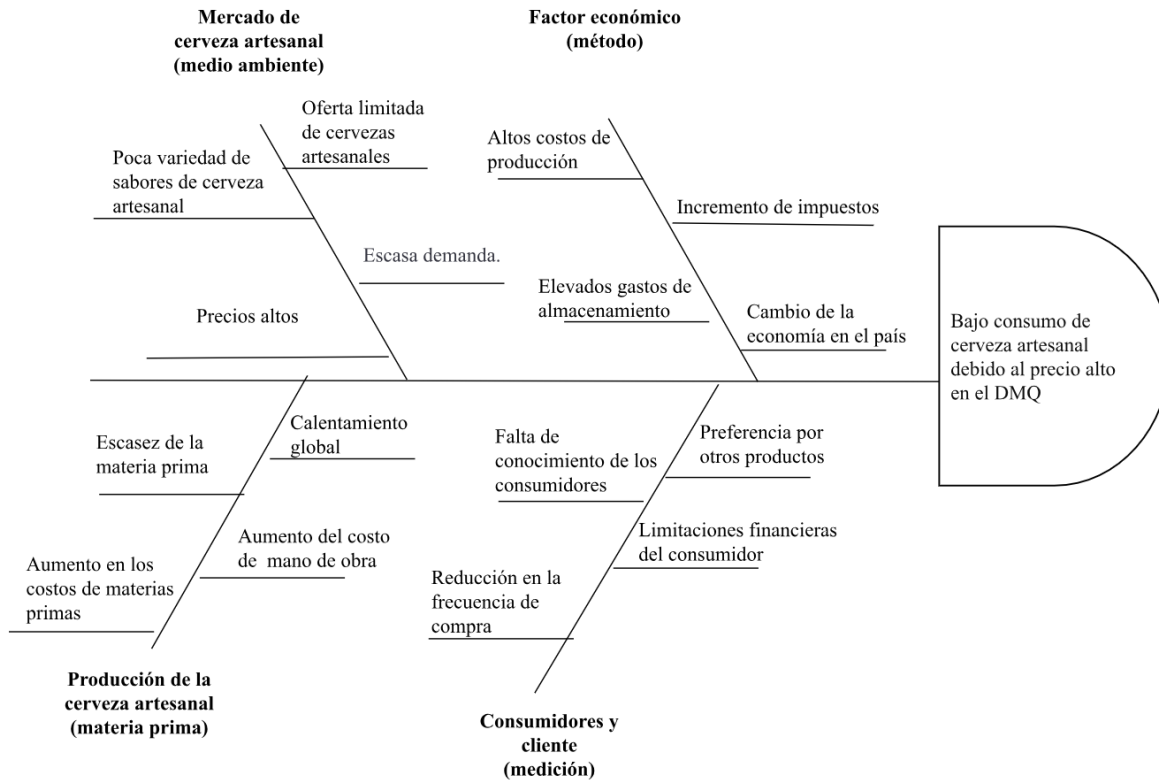 Mercado de
cerveza artesanal
(medio ambiente)
Factor económico
(método)
Oferta limitada
de cervezas
artesanales
Poca variedad de
sabores de cerveza
artesanal
Escasa demanda.
Precios altos
Altos costos de
producción
Incremento de impuestos
Elevados gastos de
almacenamiento
Cambio de la
economía en el país
Bajo consumo de
cerveza artesanal
debido al precio alto
en el DMQ
Calentamiento
global
Escasez de la
materia prima
Aumento del costo
de mano de obra
Aumento en los
costos de materias
primas
Producción de la
cerveza artesanal
(materia prima)
Preferencia por
otros productos
Falta de
conocimiento de los
consumidores
Limitaciones financieras
del consumidor
Reducción en la
frecuencia de
compra
Consumidores y
cliente
(medición)